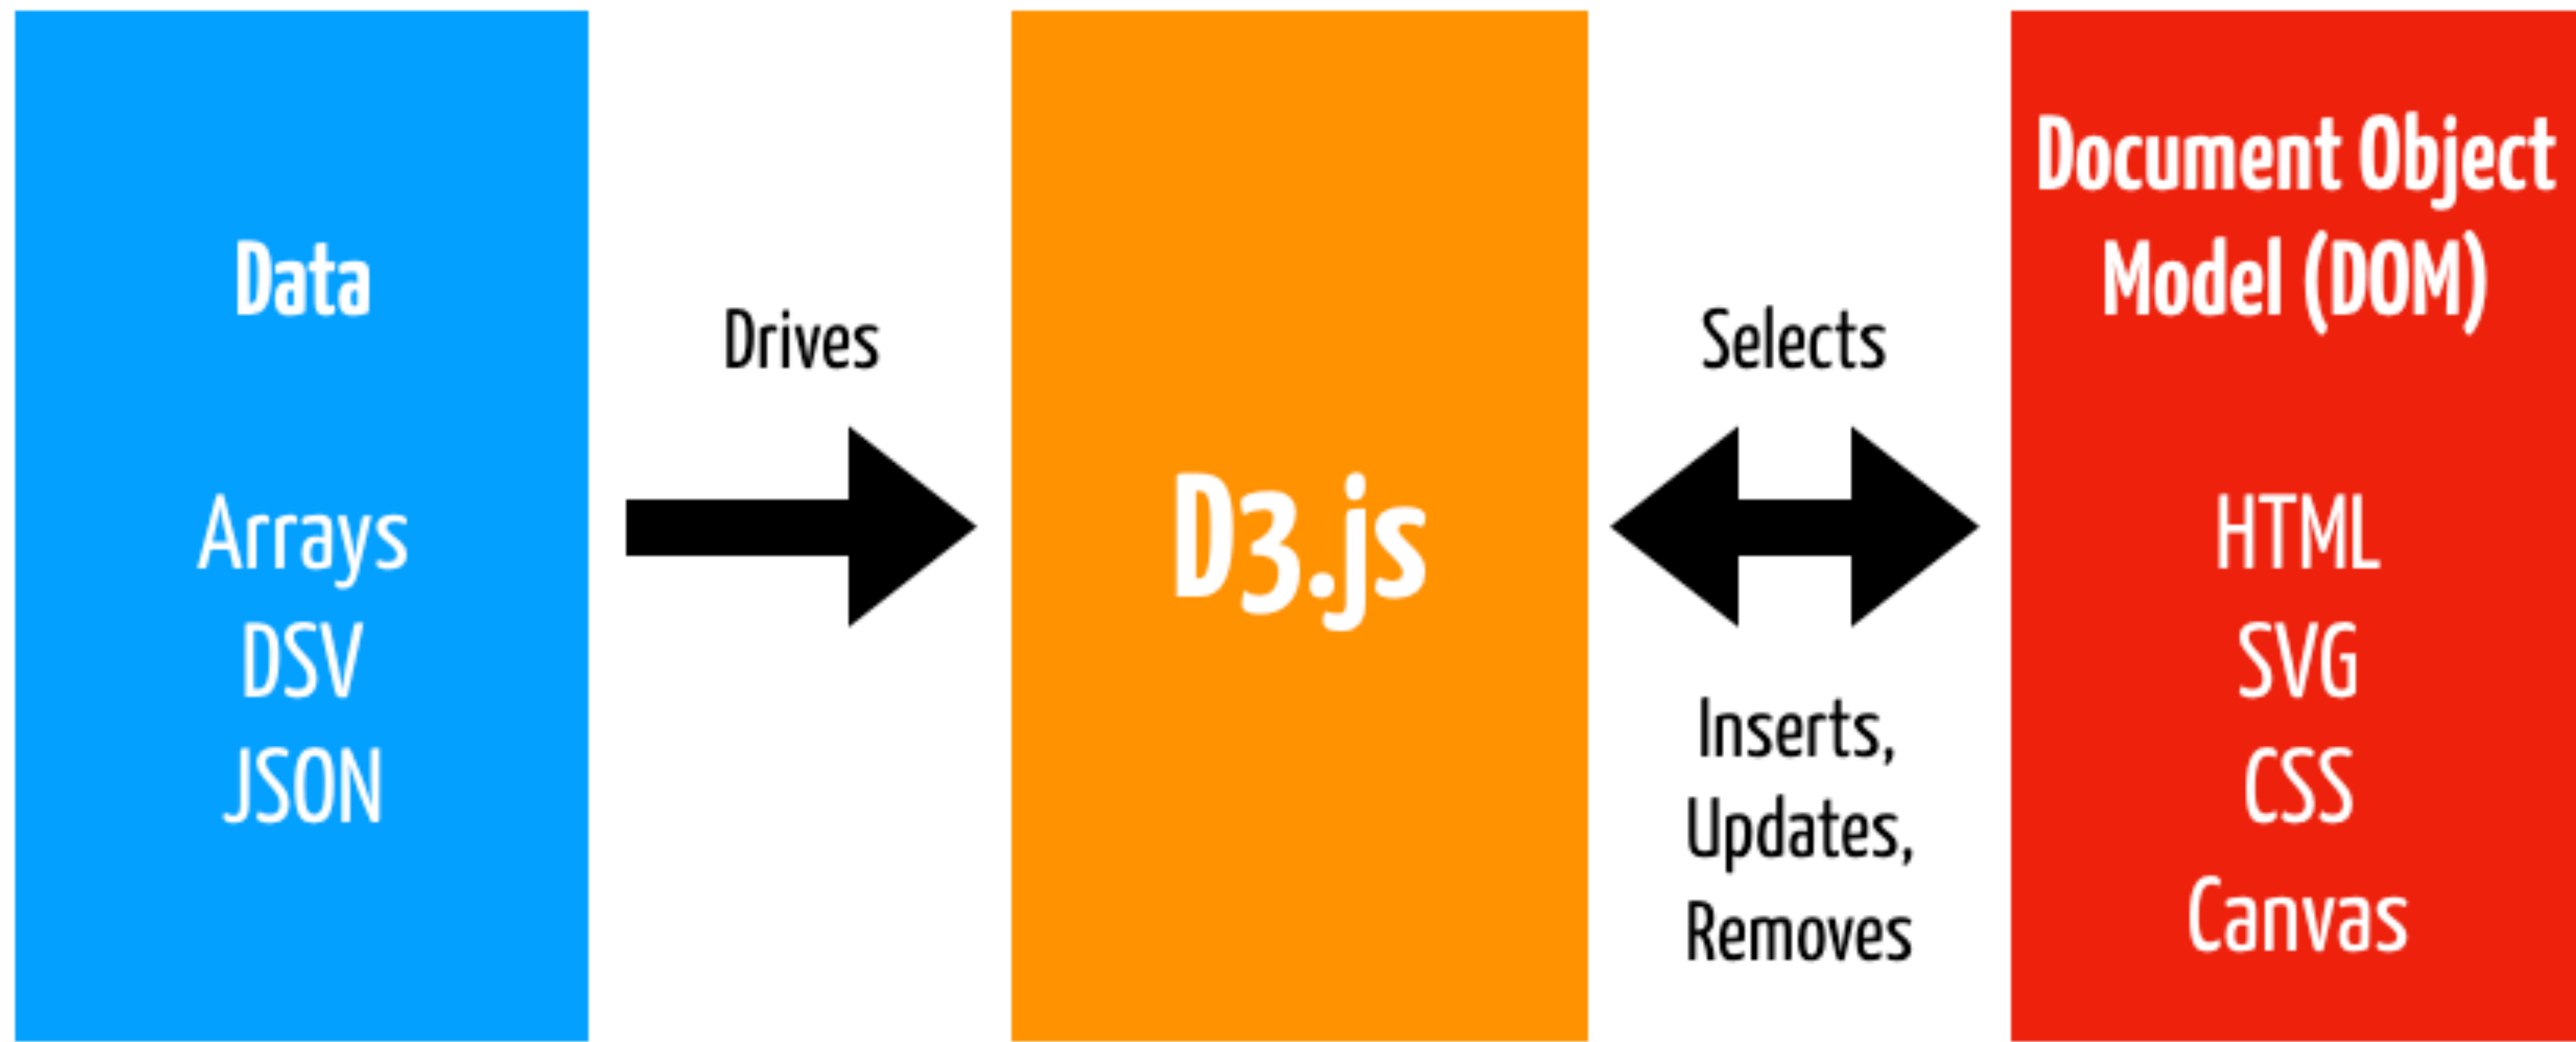 Data
Arrays
DSV
JSON
Drives
D3.js
Selects
Inserts,
Updates,
Removes
Document Object
Model (DOM)
HTML
SVG
CSS
Canvas